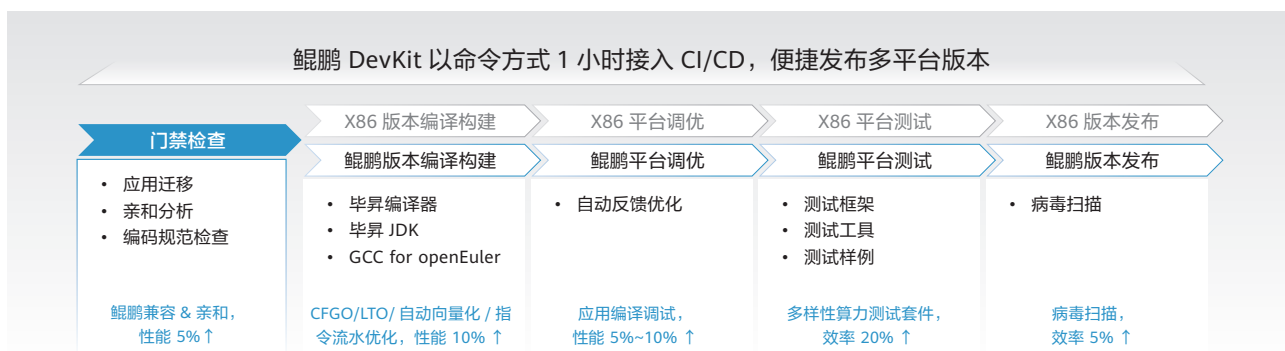 鲲鹏 DevKit 以命令方式 1 小时接入 CI/CD，便捷发布多平台版本
门禁检查
X86 版本编译构建
X86 平台调优
X86 平台测试
X86 版本发布
鲲鹏版本编译构建
鲲鹏平台调优
鲲鹏平台测试
鲲鹏版本发布
• 应用迁移
• 亲和分析
• 编码规范检查
• 毕昇编译器
• 毕昇 JDK
• GCC for openEuler
• 自动反馈优化
• 测试框架
• 测试工具
• 测试样例
• 病毒扫描
鲲鹏兼容 & 亲和，
性能 5%↑
CFGO/LTO/ 自动向量化 / 指
令流水优化，性能 10% ↑
应用编译调试，
性能 5%~10% ↑
多样性算力测试套件，
效率 20% ↑
病毒扫描，
效率 5% ↑